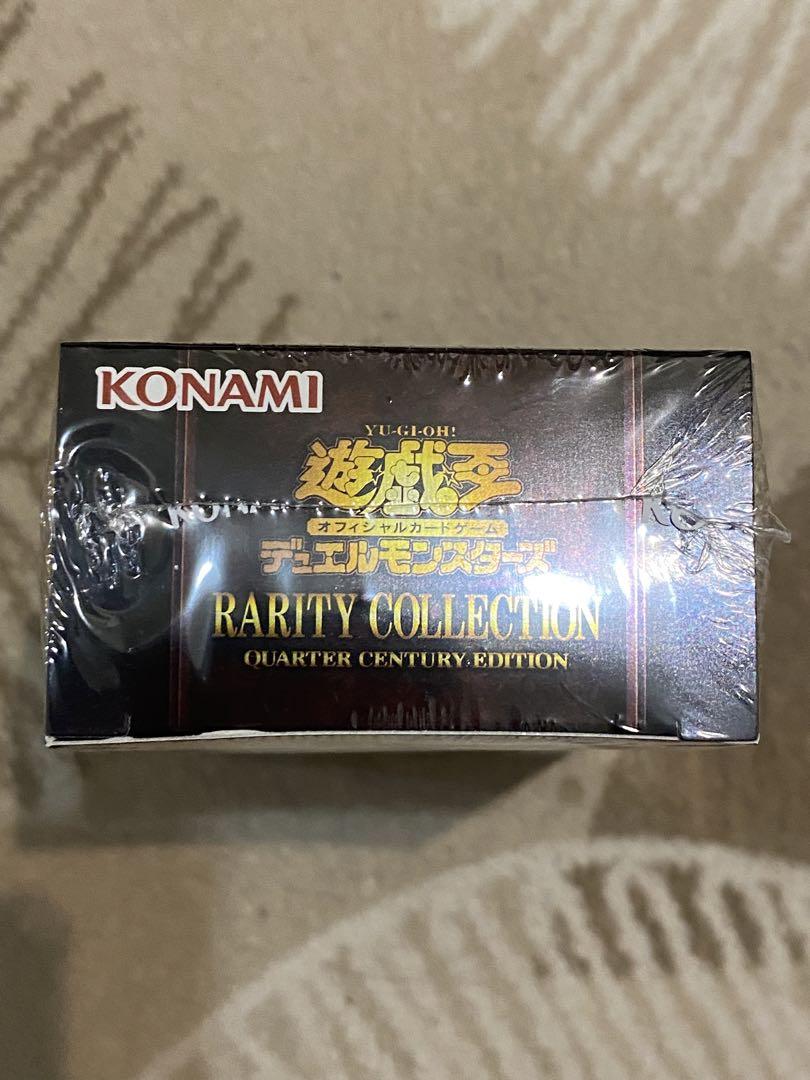 KONAMI
YU-GI-OH!
遊☆戯☆王
KONAMI
オフィシャルカードゲーム
デュエルモンスターズ
RARITY COLLECTION
QUARTER CENTURY EDITION